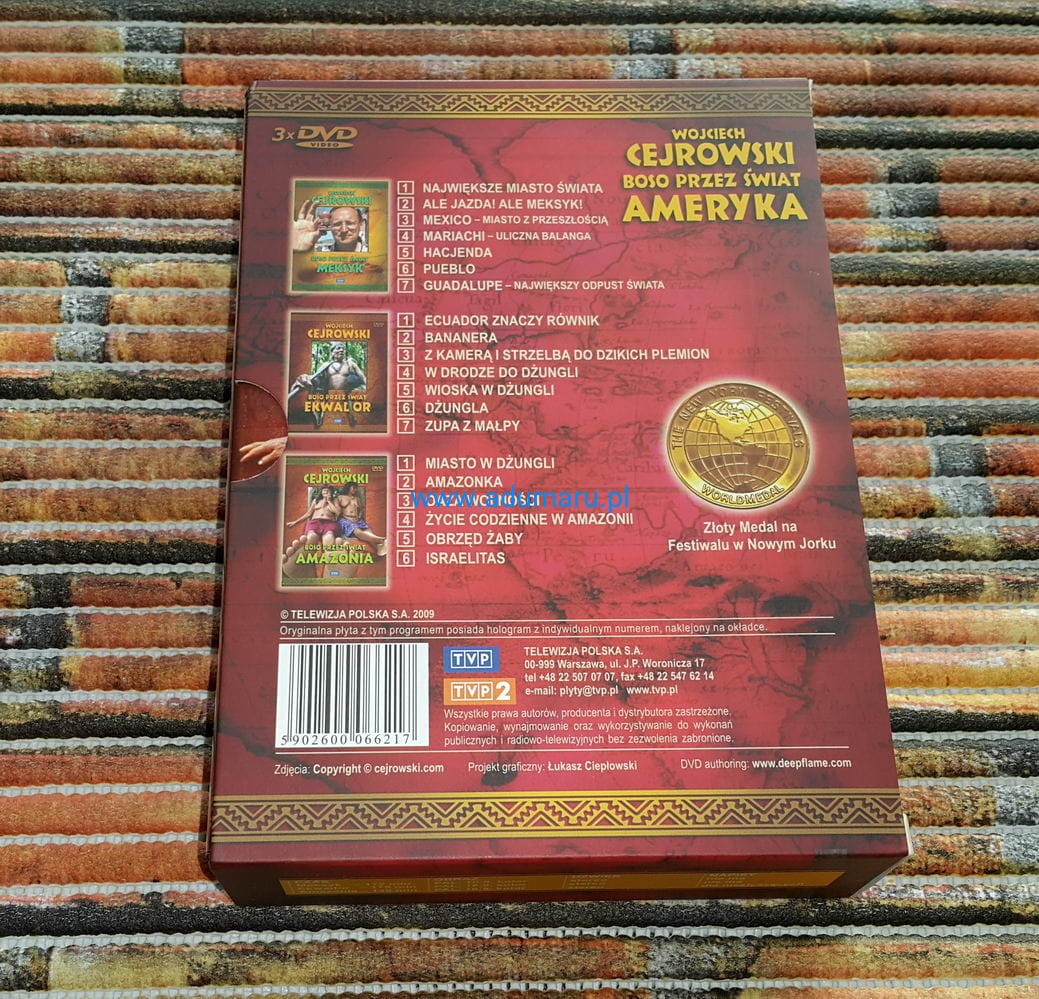 3x DVD
VIDEO
WOJCIECH
CEJROWSKI
BOSO PRZEZ ŚWIAT
AMERYKA
WOJCIECH
CEJROWSKI
BOSO PRZEZ ŚWIAT
MEKSYK
1 NAJWIĘKSZE MIASTO ŚWIATA
2 ALE JAZDA! ALE MEKSYK!
3 MEXICO – MIASTO Z PRZESZŁOŚCIĄ
4 MARIACHI – ULICZNA BALANGA
5 HACJENDA
6 PUEBLO
7 GUADALUPE – NAJWIĘKSZY ODPUST ŚWIATA
WOJCIECH
CEJROWSKI
BOSO PRZEZ ŚWIAT
EKWADOR
1 ECUADOR ZNACZY RÓWNIK
2 BANANERA
3 Z KAMERĄ I STRZELBĄ DO DZIKICH PLEMION
4 W DRODZE DO DŻUNGLI
5 WIOSKA W DŻUNGLI
6 DŻUNGLA
7 ZUPA Z MAŁPY
WOJCIECH
CEJROWSKI
BOSO PRZEZ ŚWIAT
AMAZONIA
1 MIASTO W DŻUNGLI
2 AMAZONKA
3
www.adumaru.pl
4 ŻYCIE CODZIENNE W AMAZONII
5 OBRZĘD ŻABY
6 ISRAELITAS
THE NEW YORK FESTIVALS
WORLDMEDAL
Złoty Medal na
Festiwalu w Nowym Jorku
© TELEWIZJA POLSKA S.A. 2009
Oryginalna płyta z tym programem posiada hologram z indywidualnym numerem, naklejony na okładce.
5902600066217
TVP
TVP2
TELEWIZJA POLSKA S.A.
00-999 Warszawa, ul. J.P. Woronicza 17
tel +48 22 507 07 07, fax +48 22 547 62 14
e-mail: plyty@tvp.pl www.tvp.pl
Wszystkie prawa autorów, producenta i dystrybutora zastrzeżone.
Kopiowanie, wynajmowanie oraz wykorzystywanie do wykonań
publicznych i radiowo-telewizyjnych bez zezwolenia zabronione.
Zdjęcia: Copyright © cejrowski.com Projekt graficzny: Łukasz Ciepłowski DVD authoring: www.deepflame.com